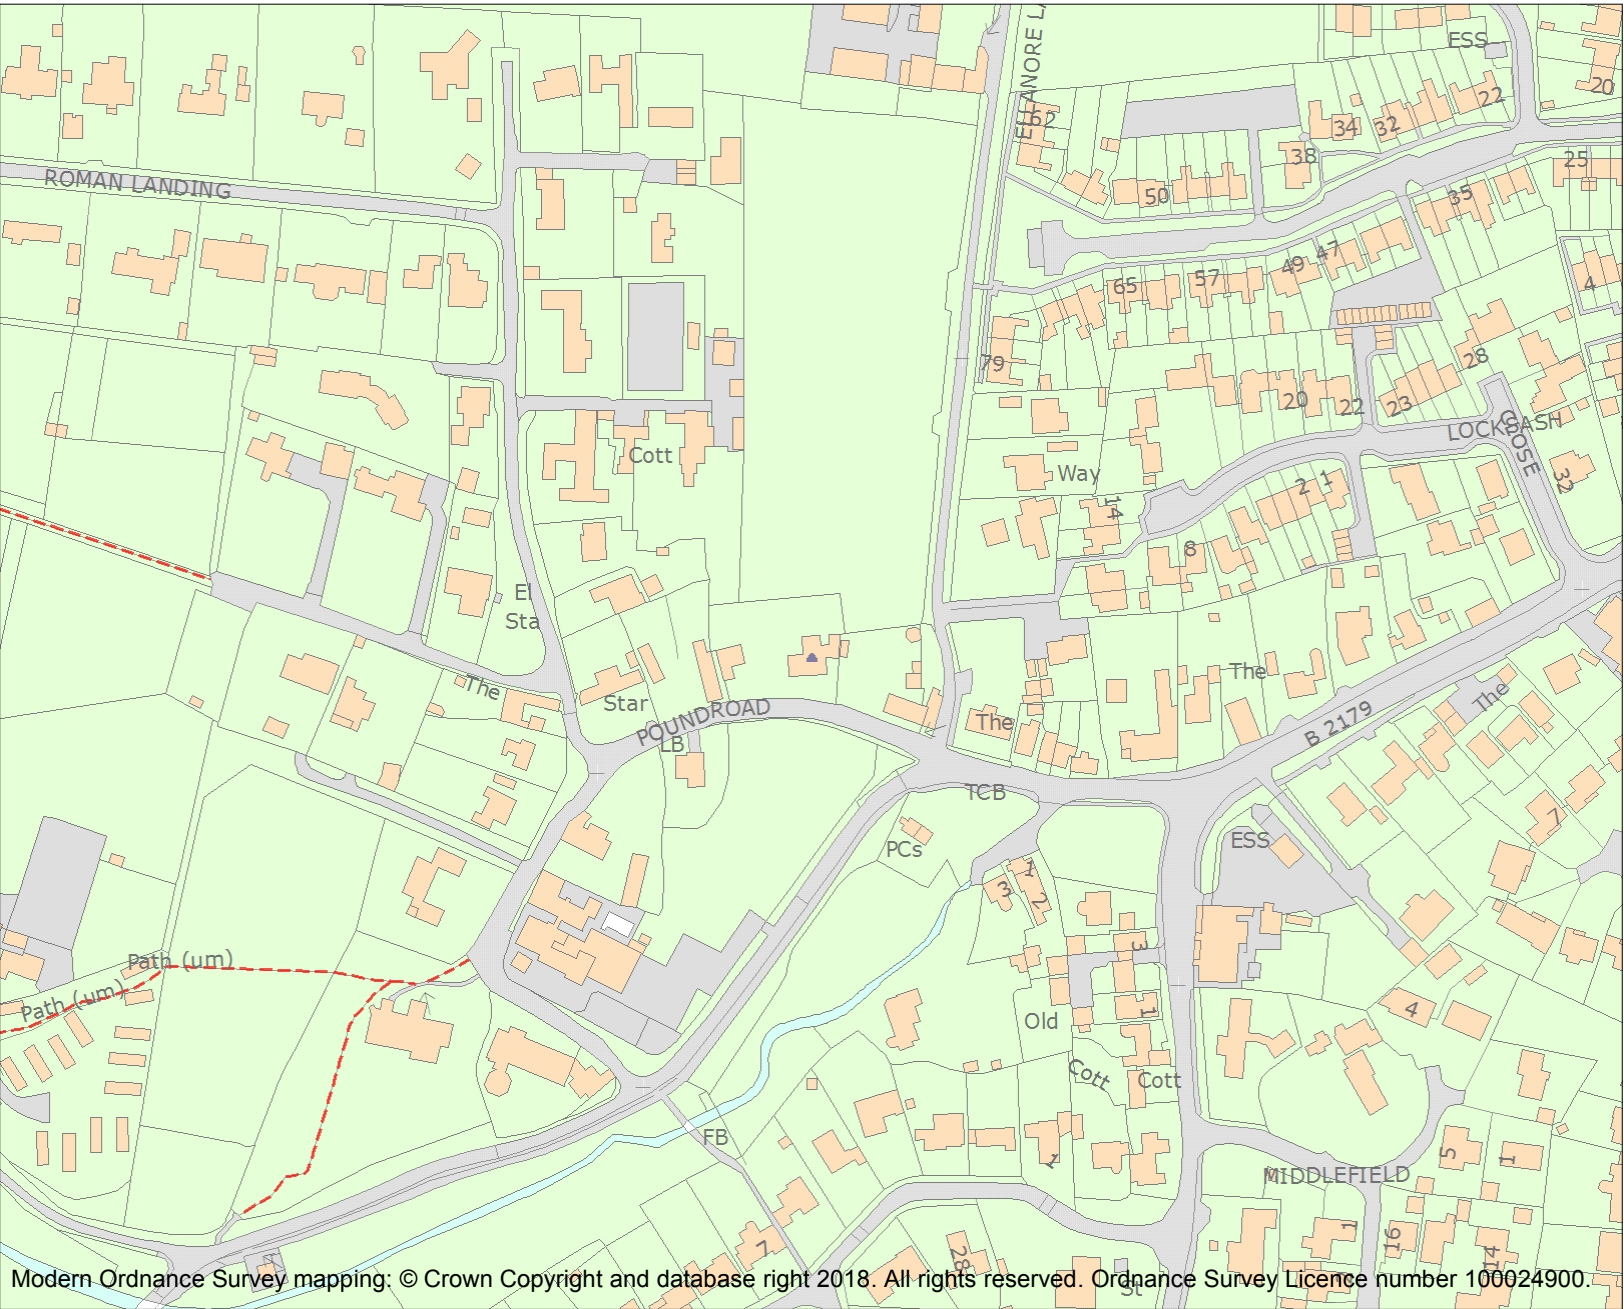 ELLANORE LA
ESS
20
62
22
34
32
38
25
ROMAN LANDING
50
35
47
49
57
65
4
79
28
20
22
23
LOCKSASH
CLOSE
Cott
Way
32
2
1
14
8
El
Sta
The
The
Star
POUNDROAD
The
The
B 2179
LB
TCB
7
PCs
ESS
1
3
2
3
Path (um)
Path (um)
1
4
Old
Cott
Cott
FB
1
5
1
MIDDLEFIELD
7
28
1
16
14
St
Modern Ordnance Survey mapping: © Crown Copyright and database right 2018. All rights reserved. Ordnance Survey Licence number 100024900.